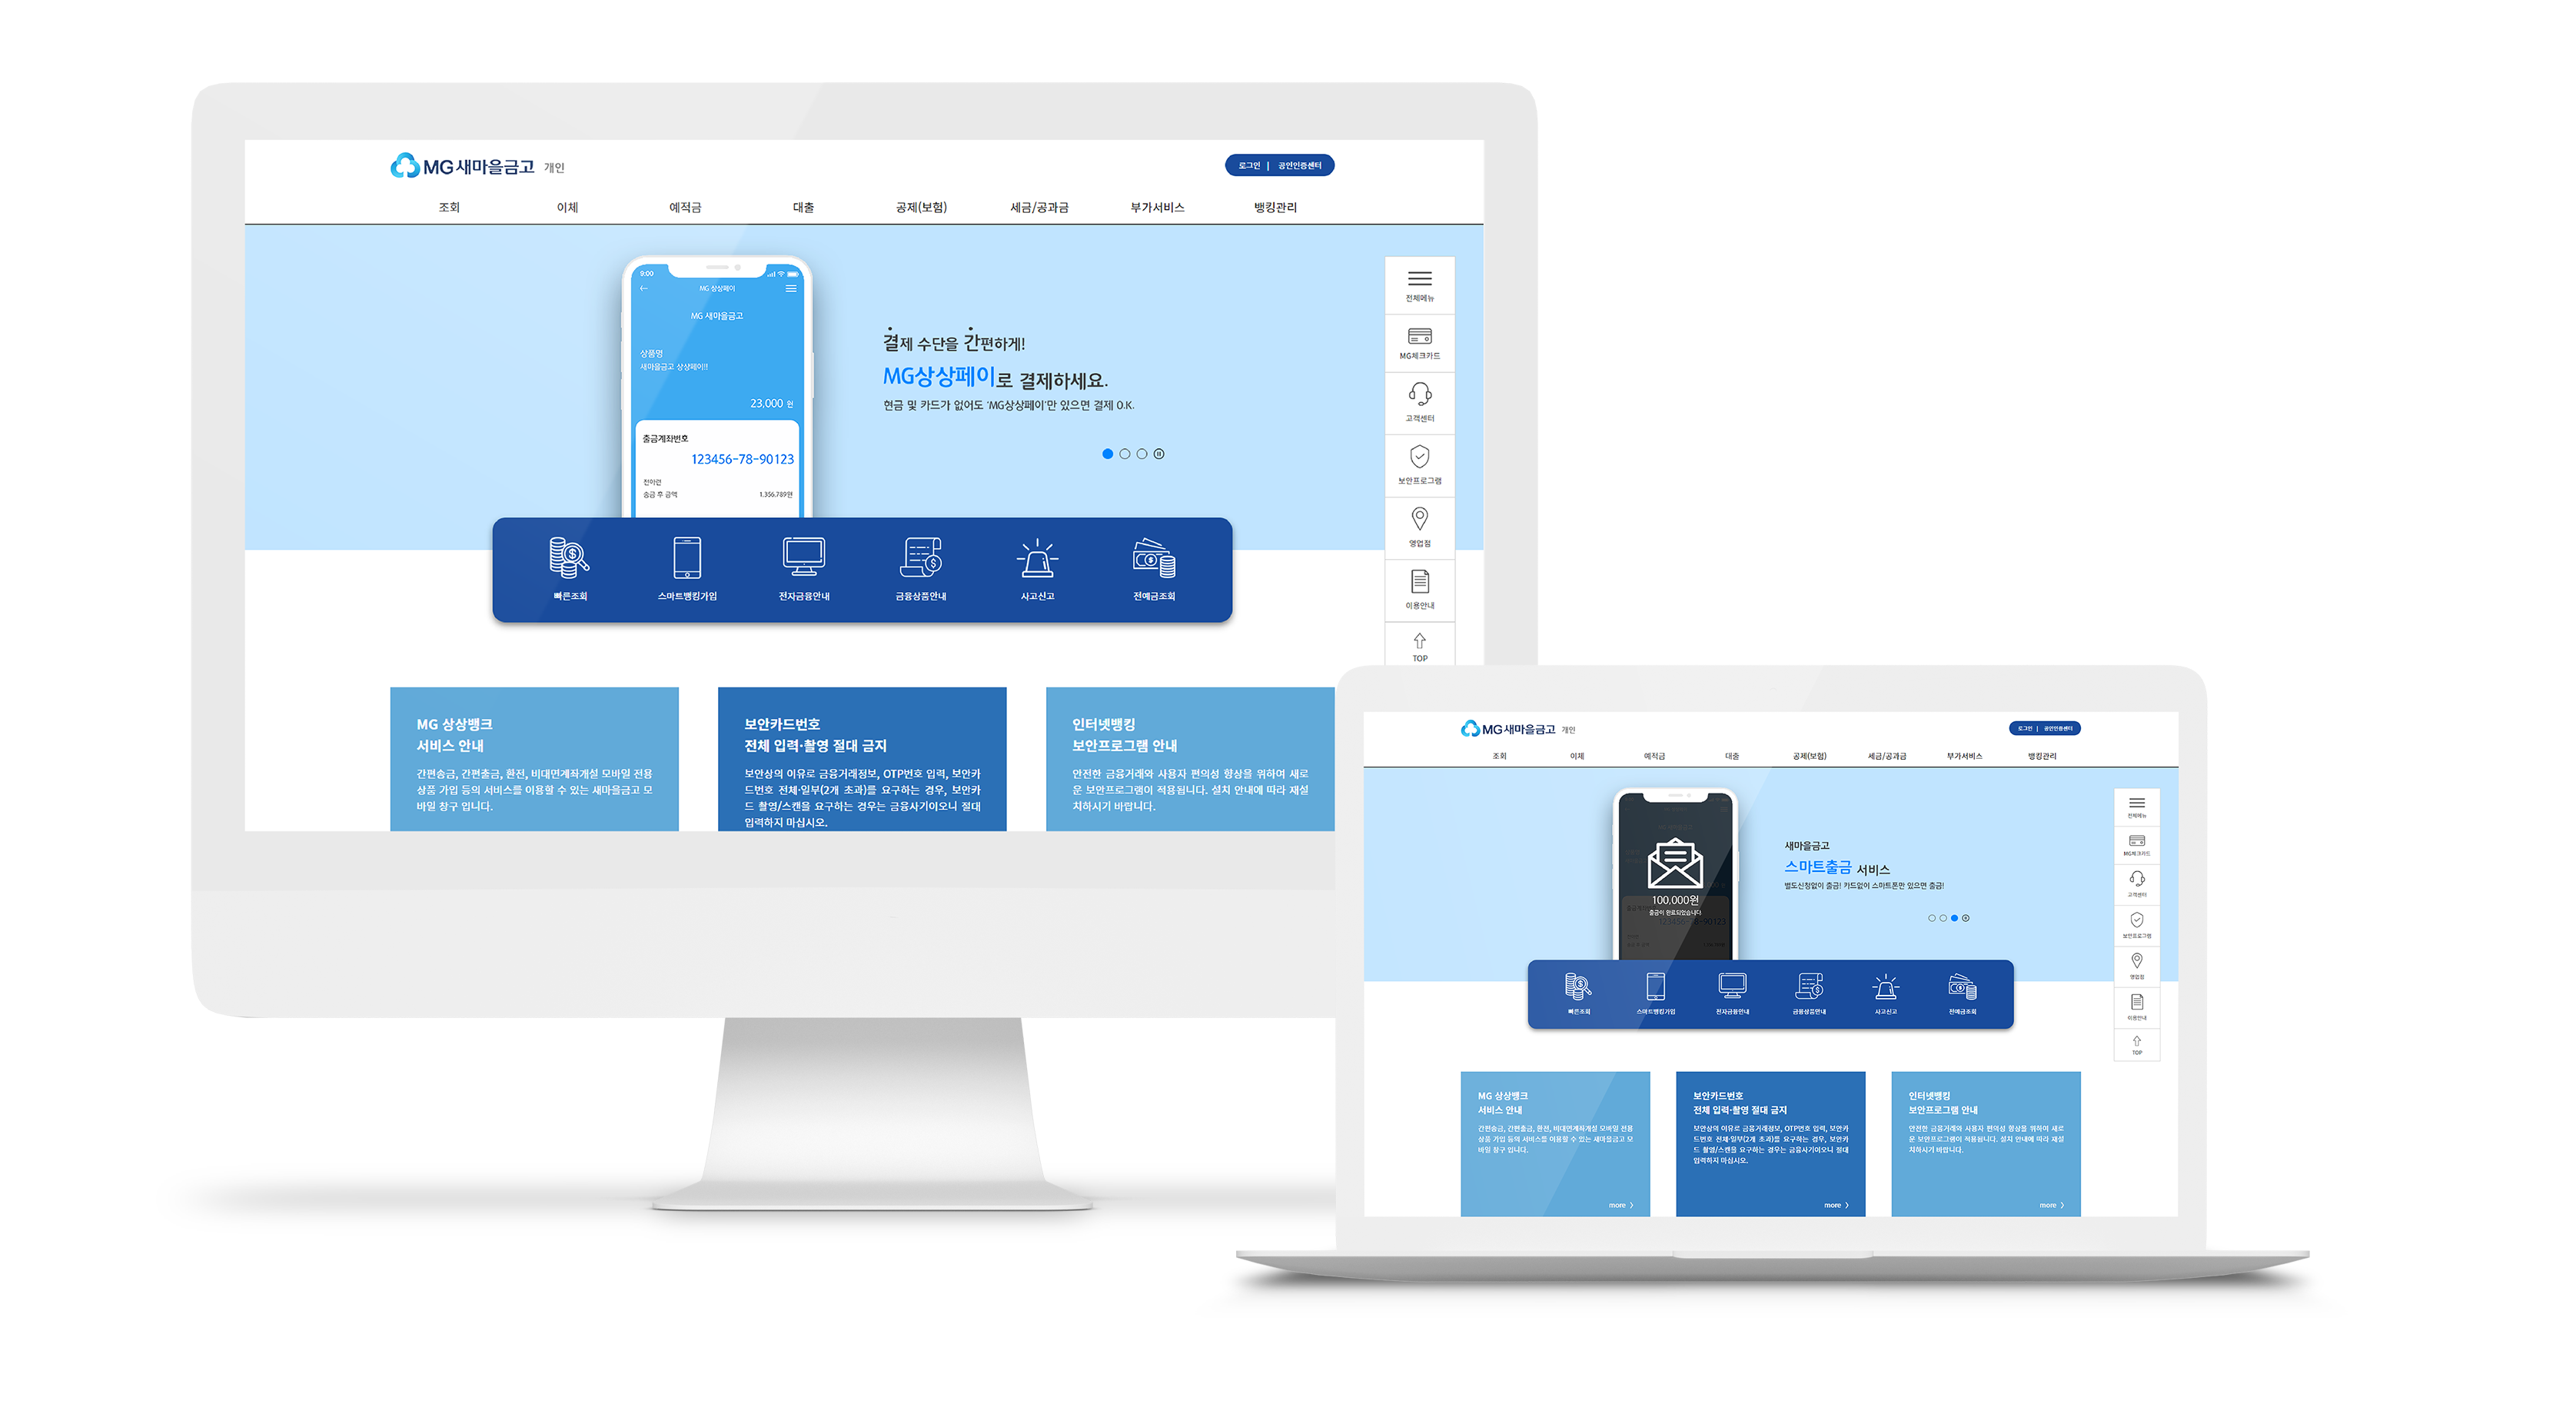 MG새마을금고 개인
로그인 | 공인인증센터
조회 이체 예적금 대출 공제(보험) 세금/공과금 부가서비스 뱅킹관리
9:00
MG 상상페이
MG 새마을금고
상품명
새마을금고 상상페이!!
23,000 원
출금계좌번호
123456-78-90123
잔아란
송금 후 금액 1,356,789원
결제 수단을 간편하게!
MG상상페이로 결제하세요.
현금 및 카드가 없어도 'MG상상페이'만 있으면 결제 O.K.
전체메뉴
MG체크카드
고객센터
보안프로그램
영업점
이용안내
TOP
빠른조회 스마트뱅킹가입 전자금융안내 금융상품안내 사고신고 전예금조회
MG 상상뱅크
서비스 안내
간편송금, 간편출금, 환전, 비대면계좌개설 모바일 전용
상품 가입 등의 서비스를 이용할 수 있는 새마을금고 모
바일 창구 입니다.
보안카드번호
전체 입력·촬영 절대 금지
보안상의 이유로 금융거래정보, OTP번호 입력, 보안카
드번호 전체·일부(2개 초과)를 요구하는 경우, 보안카
드 촬영/스캔을 요구하는 경우는 금융사기이오니 절대
입력하지 마십시오.
인터넷뱅킹
보안프로그램 안내
안전한 금융거래와 사용자 편의성 향상을 위하여 새로
운 보안프로그램이 적용됩니다. 설치 안내에 따라 재설
치하시기 바랍니다.
MG새마을금고 개인
로그인 | 공인인증센터
조회 이체 예적금 대출 공제(보험) 세금/공과금 부가서비스 뱅킹관리
100,000원
출금이 완료되었습니다
새마을금고
스마트출금 서비스
별도신청없이 출금! 카드없이 스마트폰만 있으면 출금!
전체메뉴
MG체크카드
고객센터
보안프로그램
영업점
이용안내
TOP
빠른조회 스마트뱅킹가입 전자금융안내 금융상품안내 사고신고 전예금조회
MG 상상뱅크
서비스 안내
간편송금, 간편출금, 환전, 비대면계좌개설 모바일 전용
상품 가입 등의 서비스를 이용할 수 있는 새마을금고 모
바일 창구 입니다.
more
보안카드번호
전체 입력·촬영 절대 금지
보안상의 이유로 금융거래정보, OTP번호 입력, 보안카
드번호 전체·일부(2개 초과)를 요구하는 경우, 보안카
드 촬영/스캔을 요구하는 경우는 금융사기이오니 절대
입력하지 마십시오.
more
인터넷뱅킹
보안프로그램 안내
안전한 금융거래와 사용자 편의성 향상을 위하여 새로
운 보안프로그램이 적용됩니다. 설치 안내에 따라 재설
치하시기 바랍니다.
more